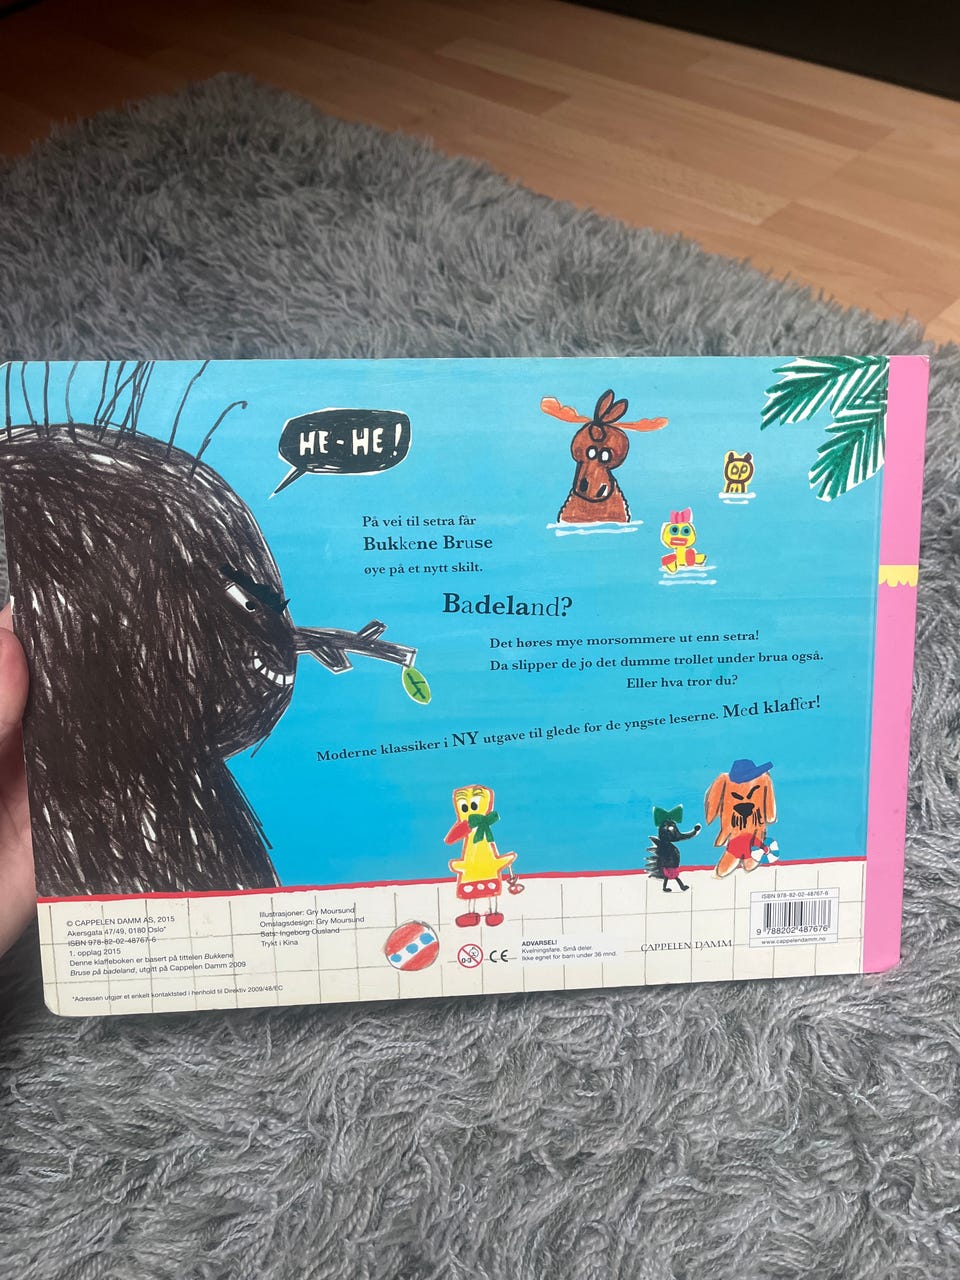 HE-HE!
På vei til setra får
Bukkene Bruse
øye på et nytt skilt.
Badeland?
Det høres mye morsommere ut enn setra!
Da slipper de jo det dumme trollet under brua også.
Eller hva tror du?
Moderne klassiker i NY utgave til glede for de yngste leserne. Med klaffer!
© CAPPELEN DAMM AS, 2015
Akersgata 47/49, 0180 Oslo*
ISBN 978-82-02-48767-6
1. opplag 2015
Denne klaffeboken er basert på tittelen Bukkene
Bruse på badeland, utgitt på Cappelen Damm 2009
*Adressen utgjør et enkelt kontaktsted i henhold til Direktiv 2009/48/EC
Illustrasjoner: Gry Moursund
Omslagsdesign: Gry Moursund
Sats: Ingeborg Ousland
Trykt i Kina
0-3
CE
ADVARSEL!
Kvelningsfare. Små deler.
Ikke egnet for barn under 36 mnd.
CAPPELEN DAMM
ISBN 978-82-02-48767-6
9 788202 487676
www.cappelendamm.no